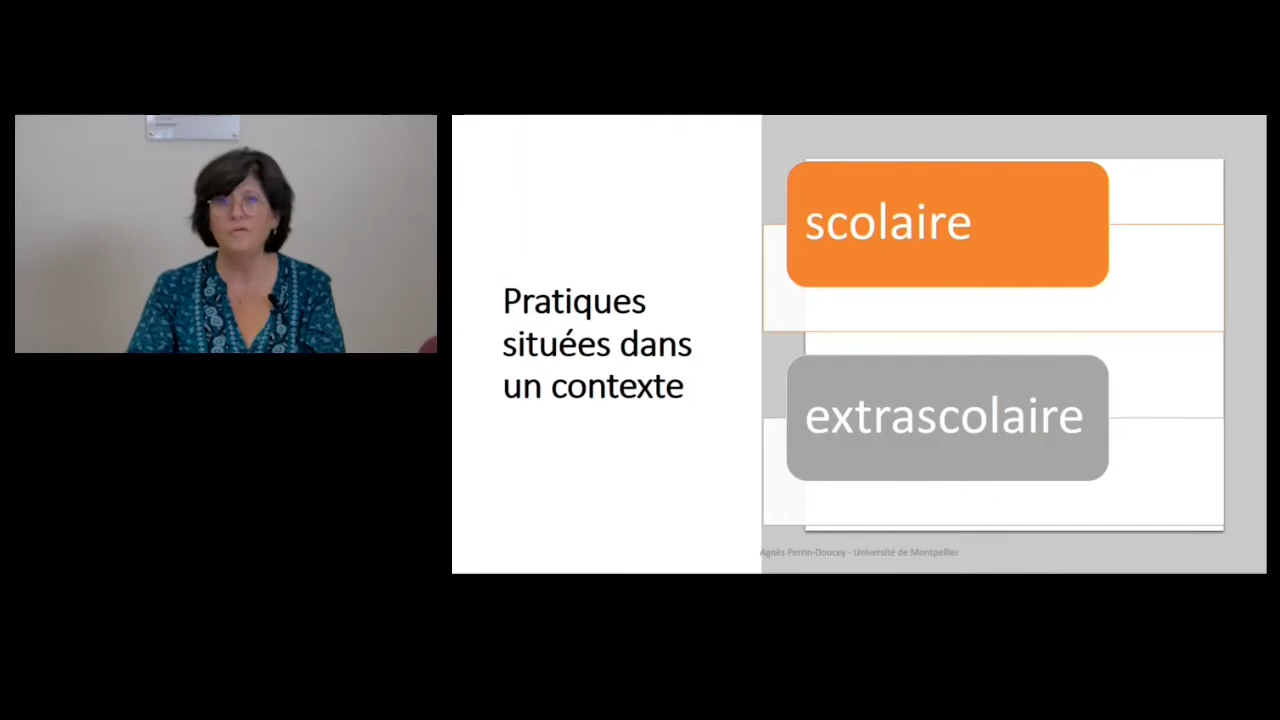 Pratiques
situées dans
un contexte
scolaire
extrascolaire
Agnès Perrin-Doucey - Université de Montpellier